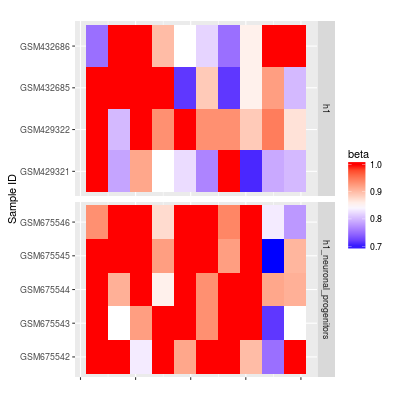 Sample ID
GSM432686
GSM432685
GSM429322
GSM429321
h1
GSM675546
GSM675545
GSM675544
GSM675543
GSM675542
h1_neuronal_progenitors
beta
1.0
0.9
0.8
0.7